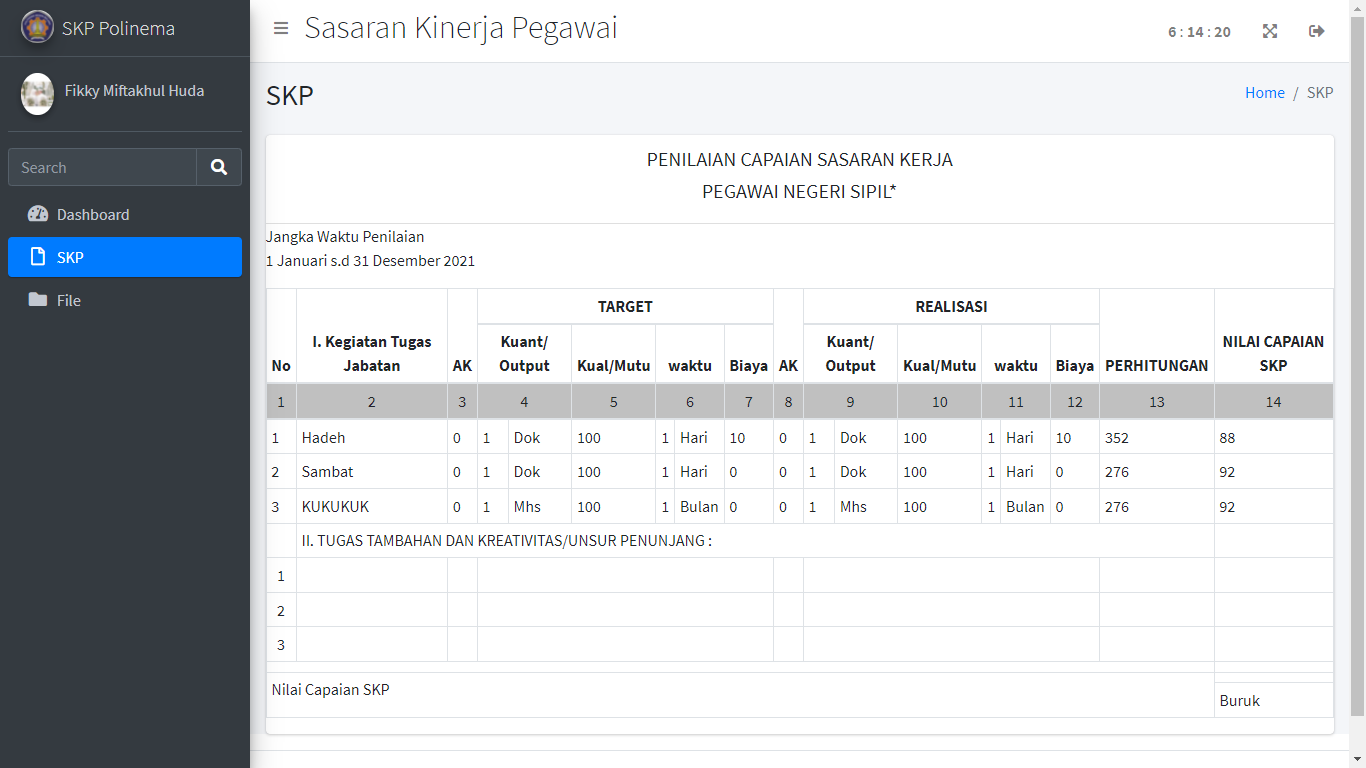 SKP Polinema
Sasaran Kinerja Pegawai
6 : 14 : 20
Fikky Miftakhul Huda
Search
Dashboard
SKP
File
SKP
Home / SKP
PENILAIAN CAPAIAN SASARAN KERJA
PEGAWAI NEGERI SIPIL*
Jangka Waktu Penilaian
1 Januari s.d 31 Desember 2021
No I. Kegiatan Tugas Jabatan AK TARGET AK REALISASI PERHITUNGAN NILAI CAPAIAN SKP
Kuant/ Output Kual/Mutu waktu Biaya Kuant/ Output Kual/Mutu waktu Biaya
1 2 3 4 5 6 7 8 9 10 11 12 13 14
1 Hadeh 0 1 Dok 100 1 Hari 10 0 1 Dok 100 1 Hari 10 352 88
2 Sambat 0 1 Dok 100 1 Hari 0 0 1 Dok 100 1 Hari 0 276 92
3 KUKUKUK 0 1 Mhs 100 1 Bulan 0 0 1 Mhs 100 1 Bulan 0 276 92
II. TUGAS TAMBAHAN DAN KREATIVITAS/UNSUR PENUNJANG :
1
2
3
Nilai Capaian SKP
Buruk